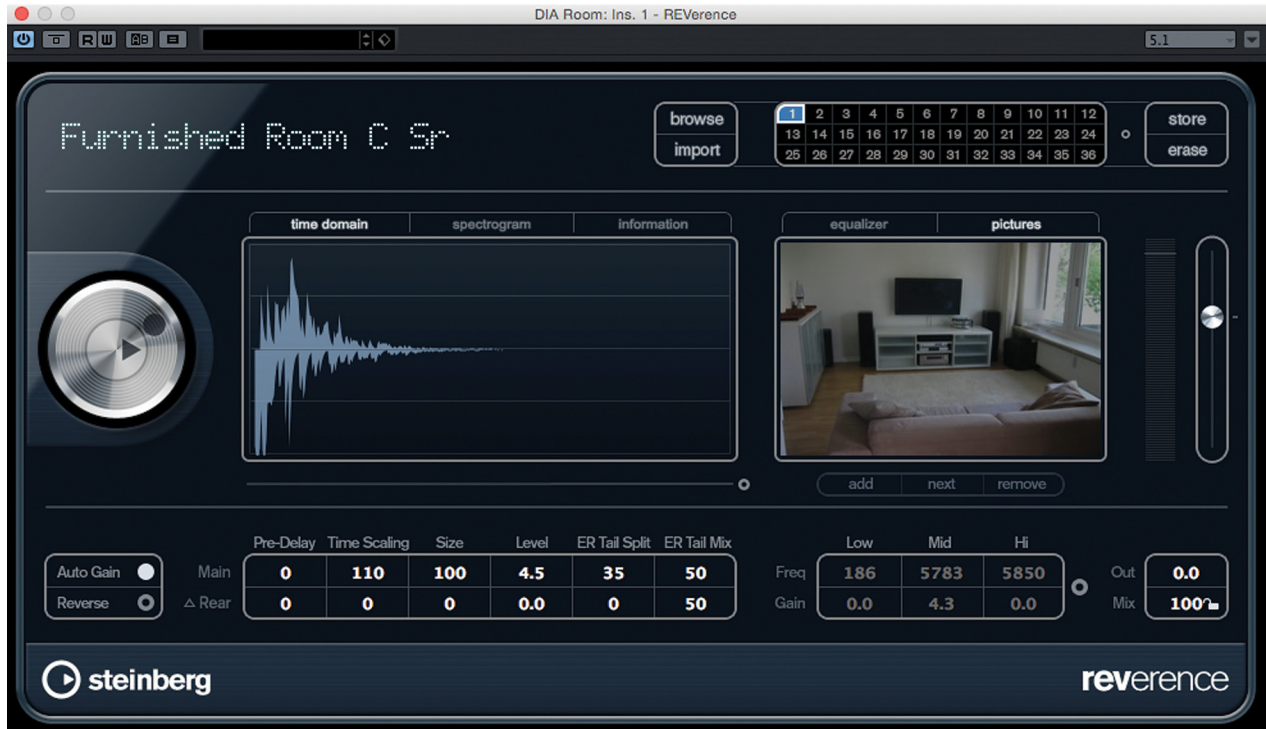 DIA Room: Ins. 1 - REVerence
R W AB 5.1
Furnished Room C Sr
browse
import
1 2 3 4 5 6 7 8 9 10 11 12
13 14 15 16 17 18 19 20 21 22 23 24
25 26 27 28 29 30 31 32 33 34 35 36
store
erase
time domain spectrogram information
equalizer pictures
add next remove
Pre-Delay Time Scaling Size Level ER Tail Split ER Tail Mix
Low Mid Hi
Auto Gain Main 0 110 100 4.5 35 50 Freq 186 5783 5850 Out 0.0
Reverse △ Rear 0 0 0 0.0 0 50 Gain 0.0 4.3 0.0 Mix 100
steinberg
reverence